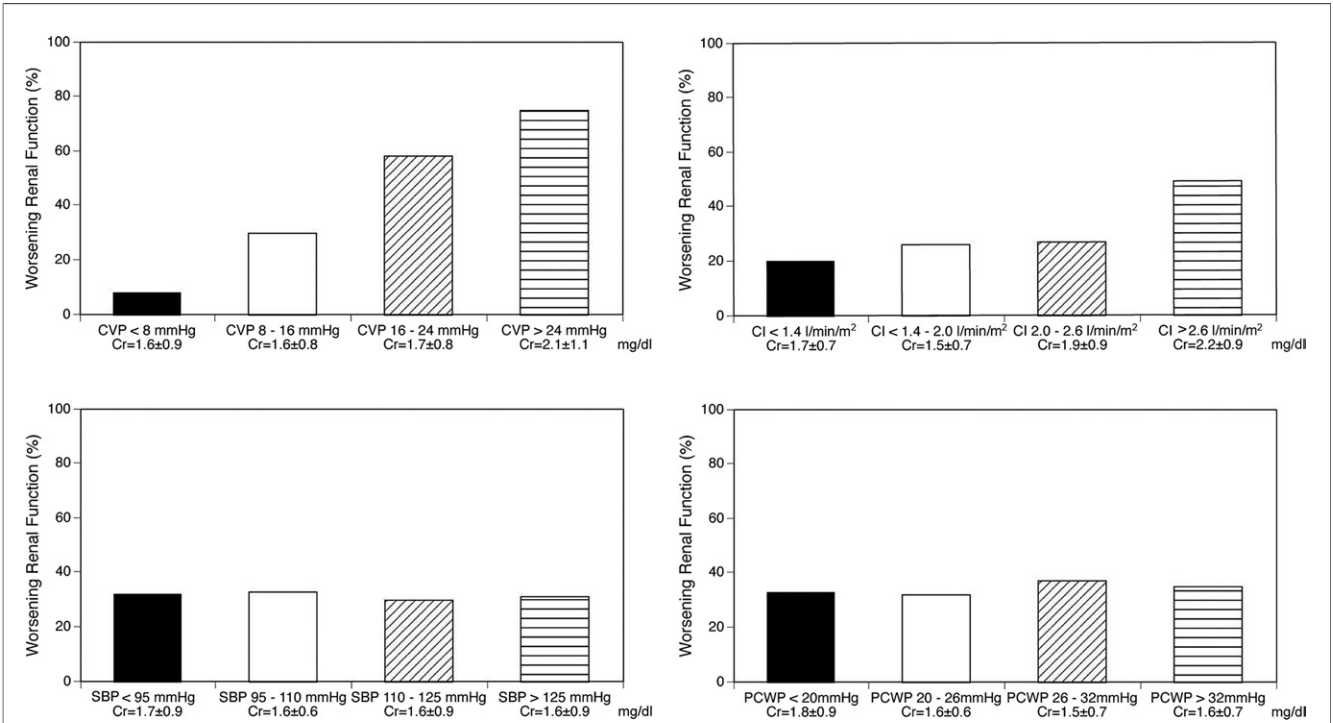 Worsening Renal Function (%)
100
80
60
40
20
0
CVP < 8 mmHg CVP 8 - 16 mmHg CVP 16 - 24 mmHg CVP > 24 mmHg
Cr=1.6±0.9 Cr=1.6±0.8 Cr=1.7±0.8 Cr=2.1±1.1 mg/dl
Worsening Renal Function (%)
100
80
60
40
20
0
CI < 1.4 l/min/m² CI < 1.4 - 2.0 l/min/m² CI 2.0 - 2.6 l/min/m² CI >2.6 l/min/m²
Cr=1.7±0.7 Cr=1.5±0.7 Cr=1.9±0.9 Cr=2.2±0.9 mg/dl
Worsening Renal Function (%)
100
80
60
40
20
0
SBP < 95 mmHg SBP 95 - 110 mmHg SBP 110 - 125 mmHg SBP > 125 mmHg
Cr=1.7±0.9 Cr=1.6±0.6 Cr=1.6±0.9 Cr=1.6±0.9 mg/dl
Worsening Renal Function (%)
100
80
60
40
20
0
PCWP < 20mmHg PCWP 20 - 26mmHg PCWP 26 - 32mmHg PCWP > 32mmHg
Cr=1.8±0.9 Cr=1.6±0.6 Cr=1.5±0.7 Cr=1.6±0.7 mg/dl